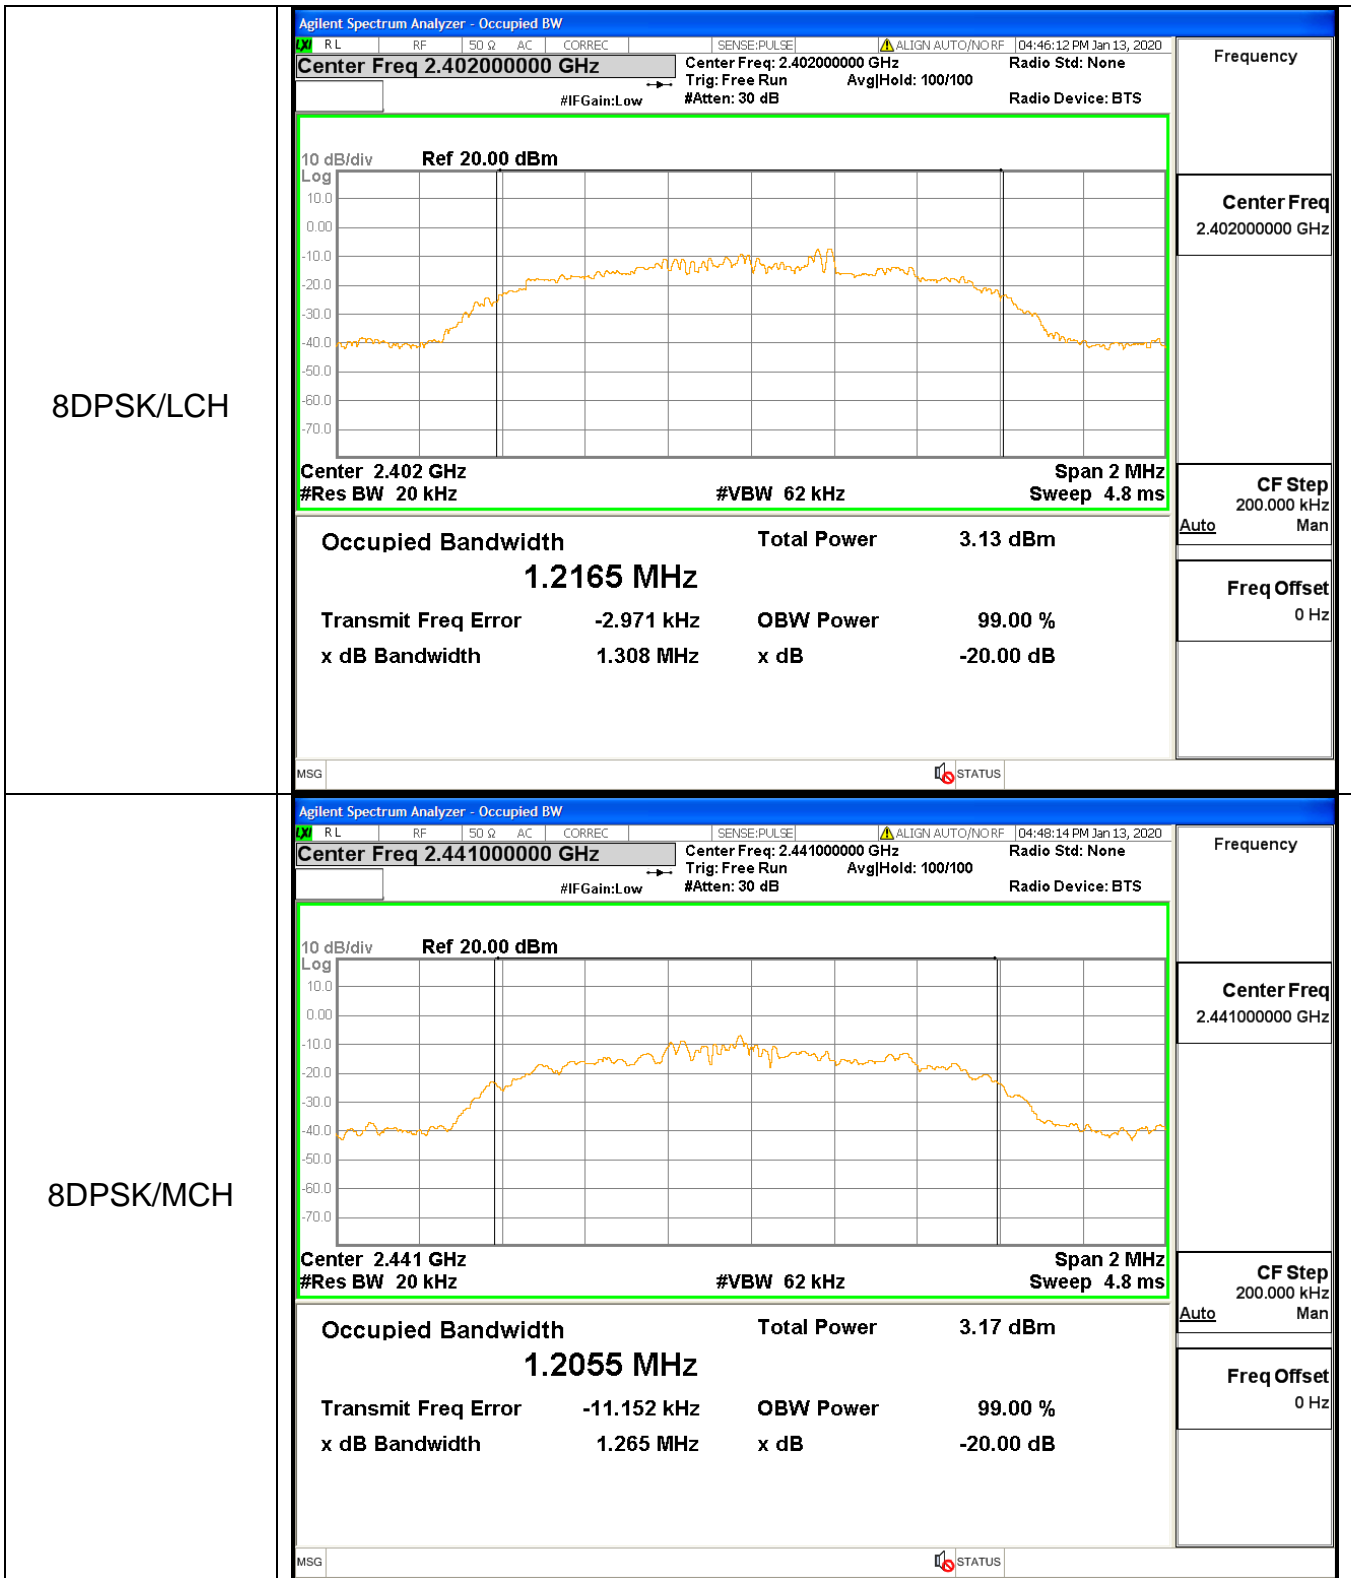 8DPSK/LCH
Agilent Spectrum Analyzer - Occupied BW
LXI RL RF 50 Ω AC CORREC SENSE:PULSE ALIGN AUTO/NO RF 04:46:12 PM Jan 13, 2020
Center Freq 2.402000000 GHz Center Freq: 2.402000000 GHz Radio Std: None
Trig: Free Run Avg|Hold: 100/100
#IFGain:Low #Atten: 30 dB Radio Device: BTS
10 dB/div Ref 20.00 dBm
Log
10.0
0.00
-10.0
-20.0
-30.0
-40.0
-50.0
-60.0
-70.0
Center 2.402 GHz Span 2 MHz
#Res BW 20 kHz #VBW 62 kHz Sweep 4.8 ms
Occupied Bandwidth Total Power 3.13 dBm
1.2165 MHz
Transmit Freq Error -2.971 kHz OBW Power 99.00 %
x dB Bandwidth 1.308 MHz x dB -20.00 dB
MSG STATUS
Frequency
Center Freq
2.402000000 GHz
CF Step
200.000 kHz
Auto Man
Freq Offset
0 Hz
8DPSK/MCH
Agilent Spectrum Analyzer - Occupied BW
LXI RL RF 50 Ω AC CORREC SENSE:PULSE ALIGN AUTO/NO RF 04:48:14 PM Jan 13, 2020
Center Freq 2.441000000 GHz Center Freq: 2.441000000 GHz Radio Std: None
Trig: Free Run Avg|Hold: 100/100
#IFGain:Low #Atten: 30 dB Radio Device: BTS
10 dB/div Ref 20.00 dBm
Log
10.0
0.00
-10.0
-20.0
-30.0
-40.0
-50.0
-60.0
-70.0
Center 2.441 GHz Span 2 MHz
#Res BW 20 kHz #VBW 62 kHz Sweep 4.8 ms
Occupied Bandwidth Total Power 3.17 dBm
1.2055 MHz
Transmit Freq Error -11.152 kHz OBW Power 99.00 %
x dB Bandwidth 1.265 MHz x dB -20.00 dB
MSG STATUS
Frequency
Center Freq
2.441000000 GHz
CF Step
200.000 kHz
Auto Man
Freq Offset
0 Hz